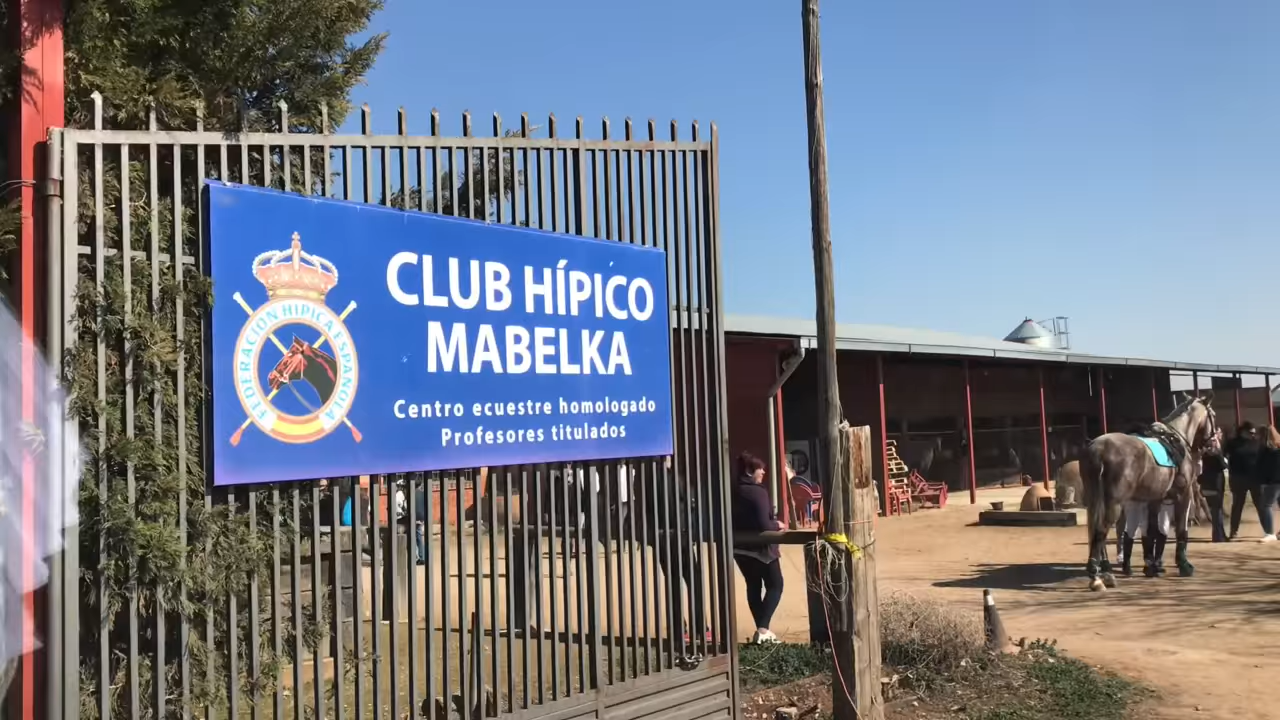 FEDERACION HIPICA ESPAÑOLA
CLUB HÍPICO
MABELKA
Centro ecuestre homologado
Profesores titulados